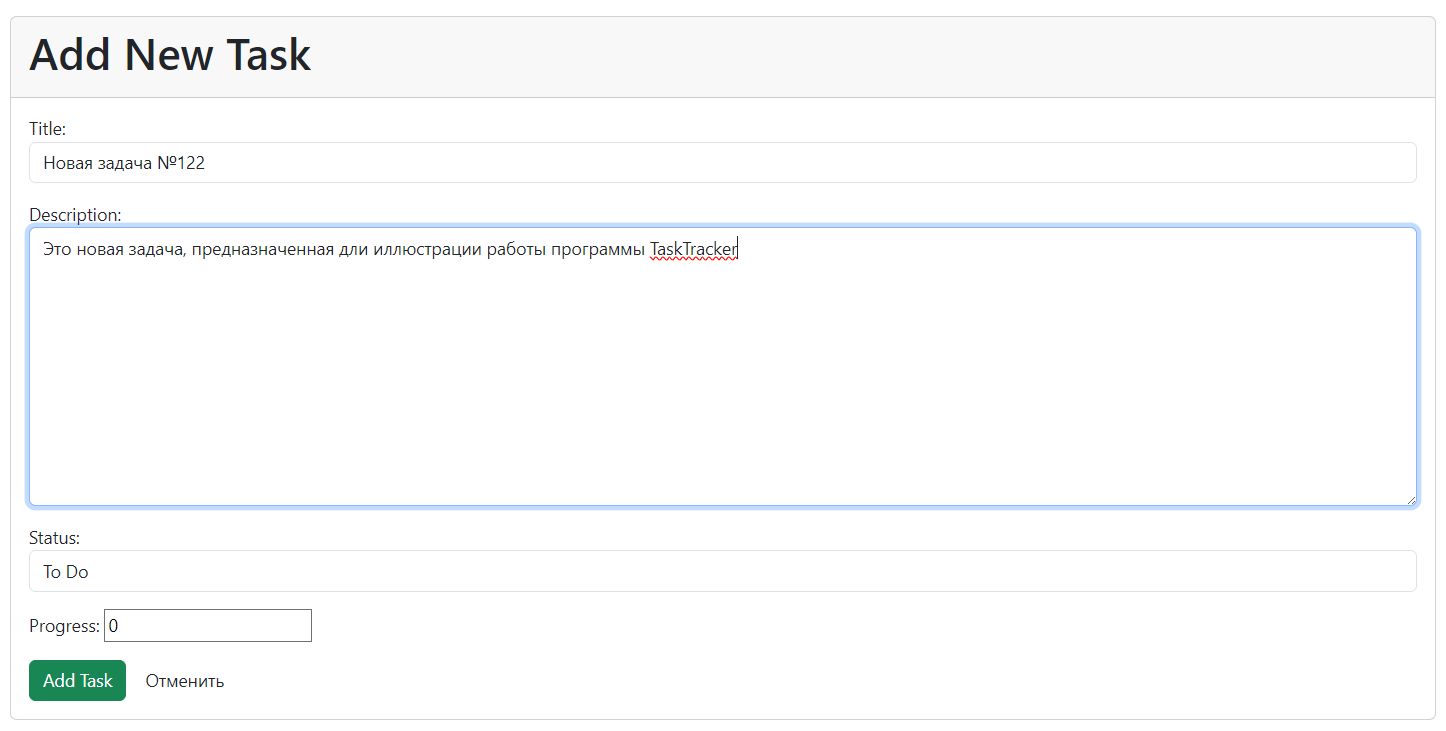 Add New Task
Title:
Новая задача №122
Description:
Это новая задача, предназначенная дли иллюстрации работы программы TaskTracker
Status:
To Do
Progress: 0
Add Task Отменить